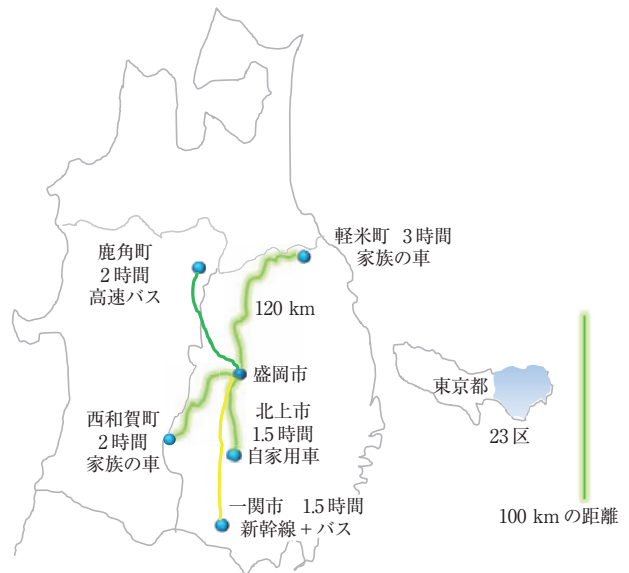 鹿角町
2時間
高速バス
軽米町 3時間
家族の車
120 km
盛岡市
西和賀町
2時間
家族の車
北上市
1.5時間
自家用車
一関市 1.5時間
新幹線＋バス
東京都
23区
100 kmの距離